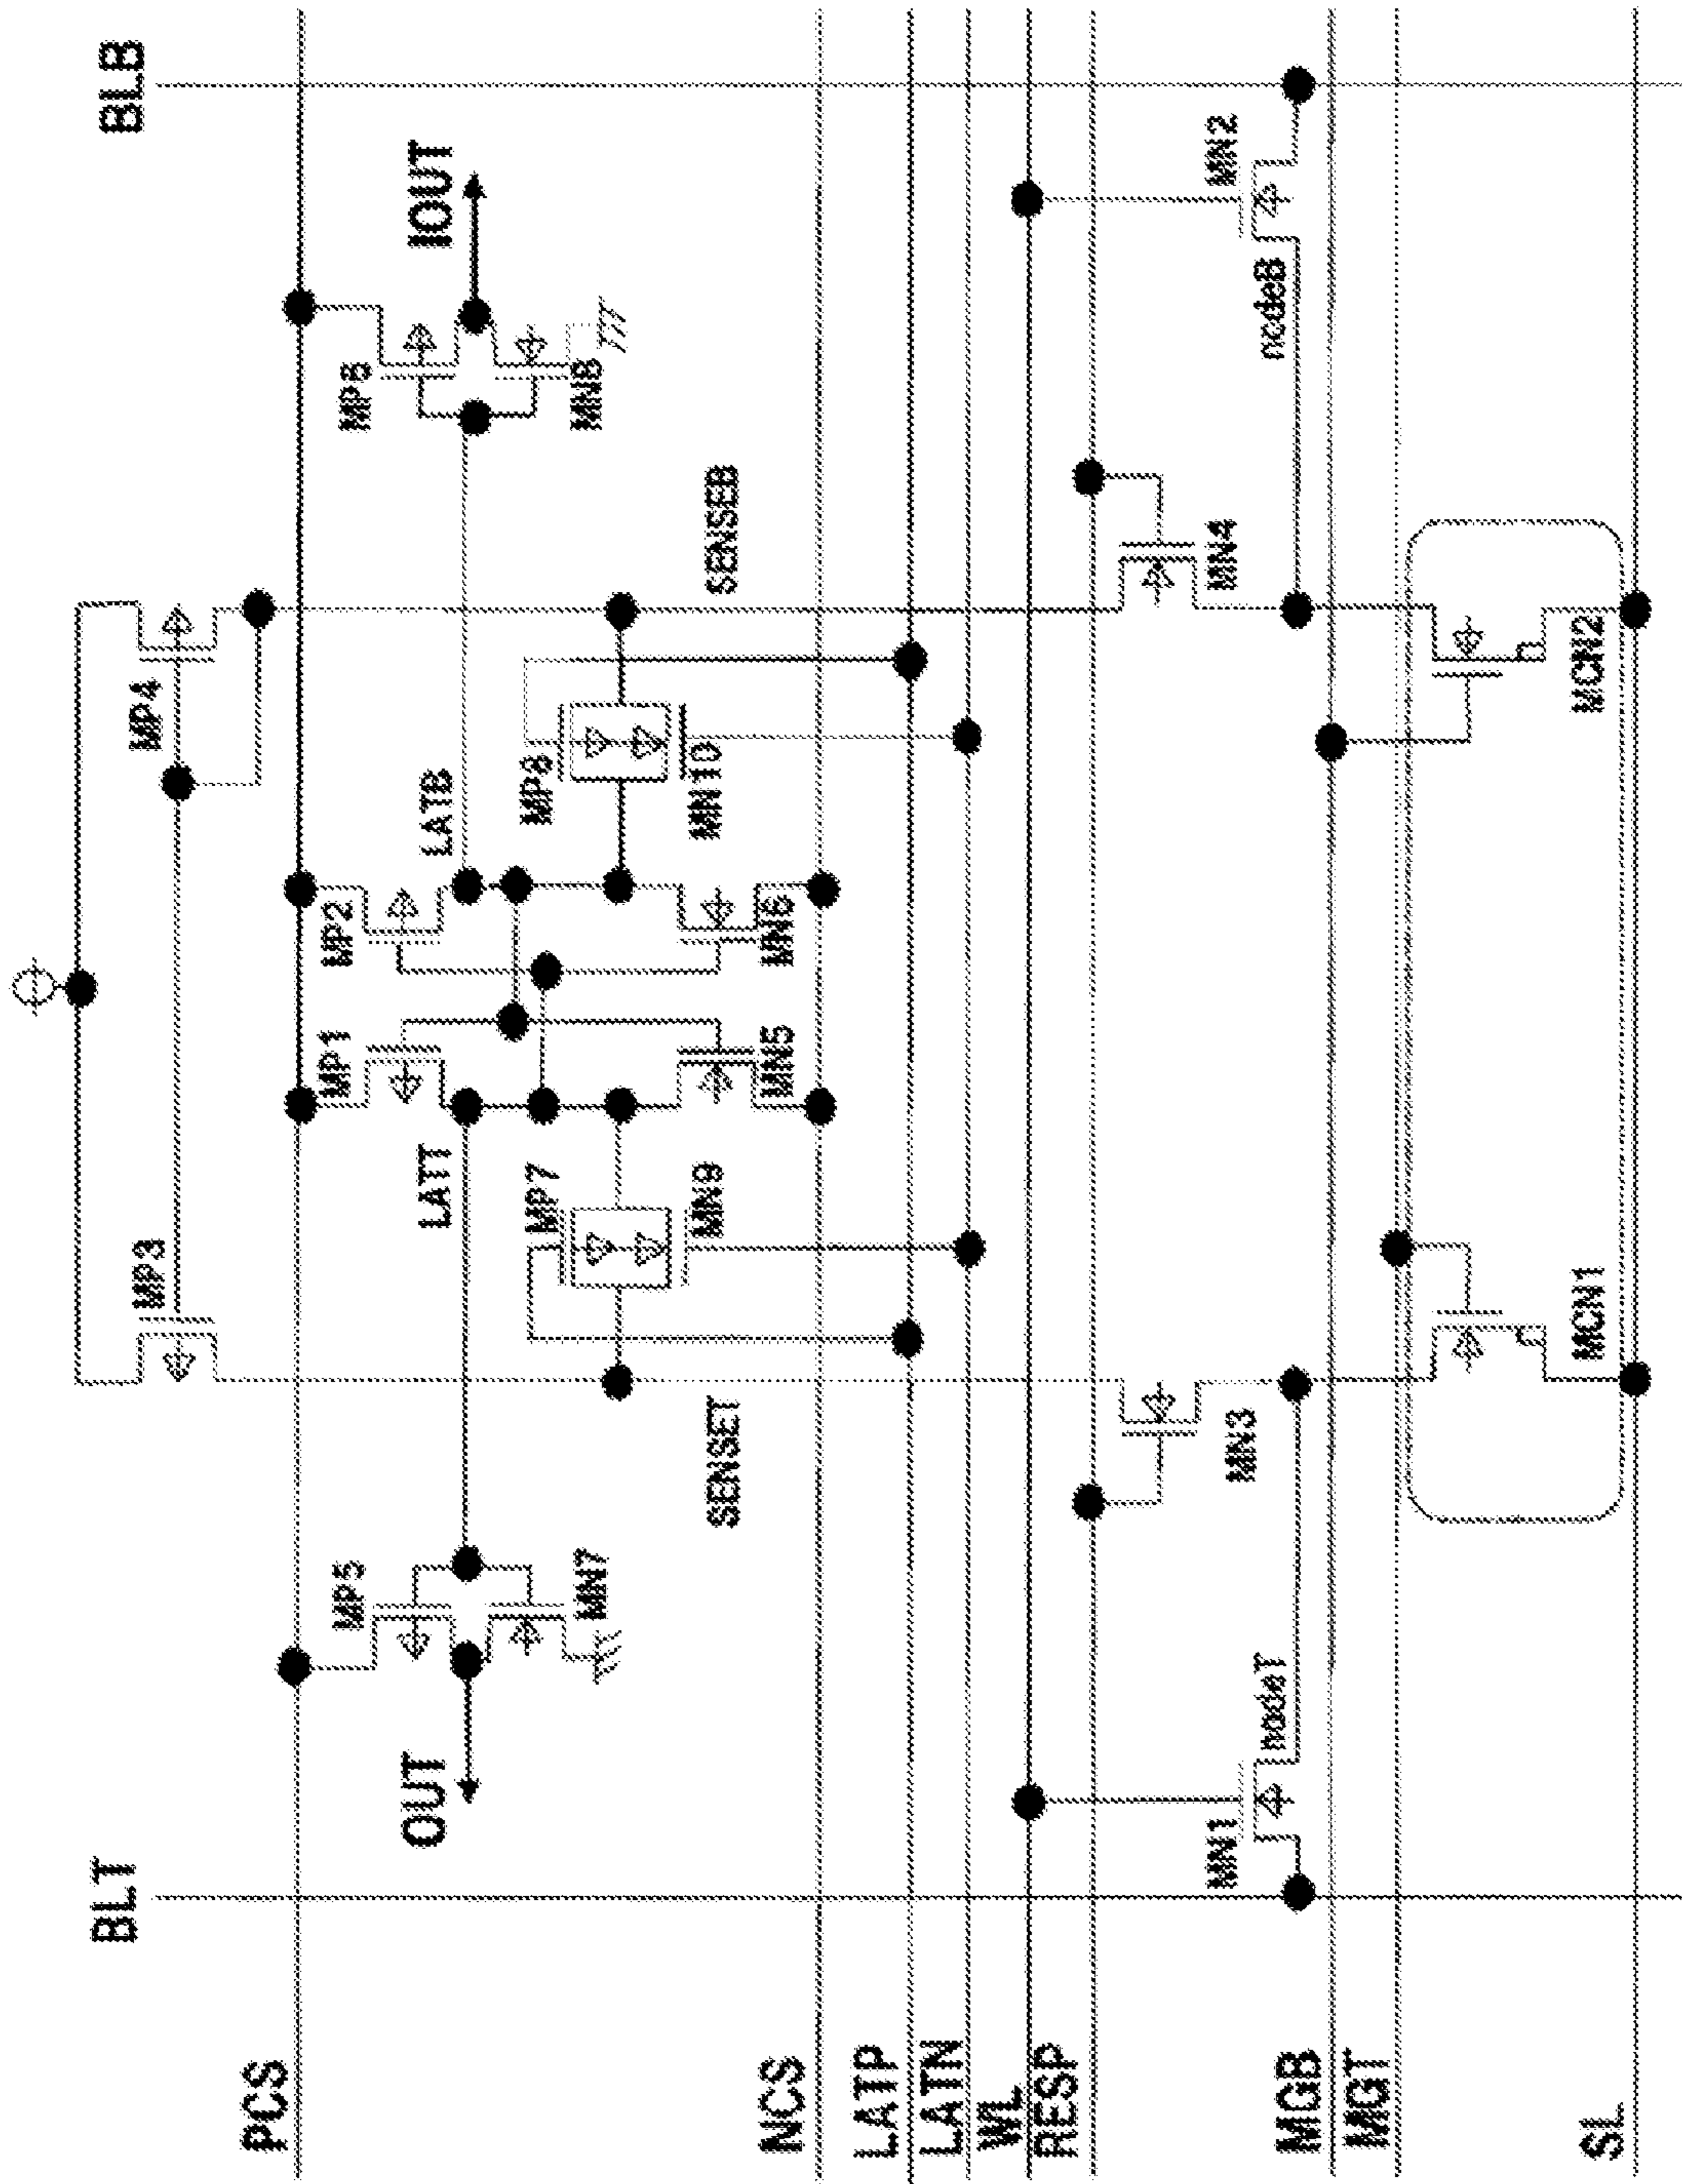 BLT
BLB
MP3
MP4
PCS
MP5
MP1
MP2
MP6
OUT
LATT
LATB
IOUT
MP7
MP8
MN7
MN8
MN9
MN10
SENSET
SENSEB
NCS
MN5
MN6
LATP
LATN
WL
RESP
MN1
MN3
MN4
MN2
nodeT
nodeB
MGB
MGT
MCN1
MCN2
SL